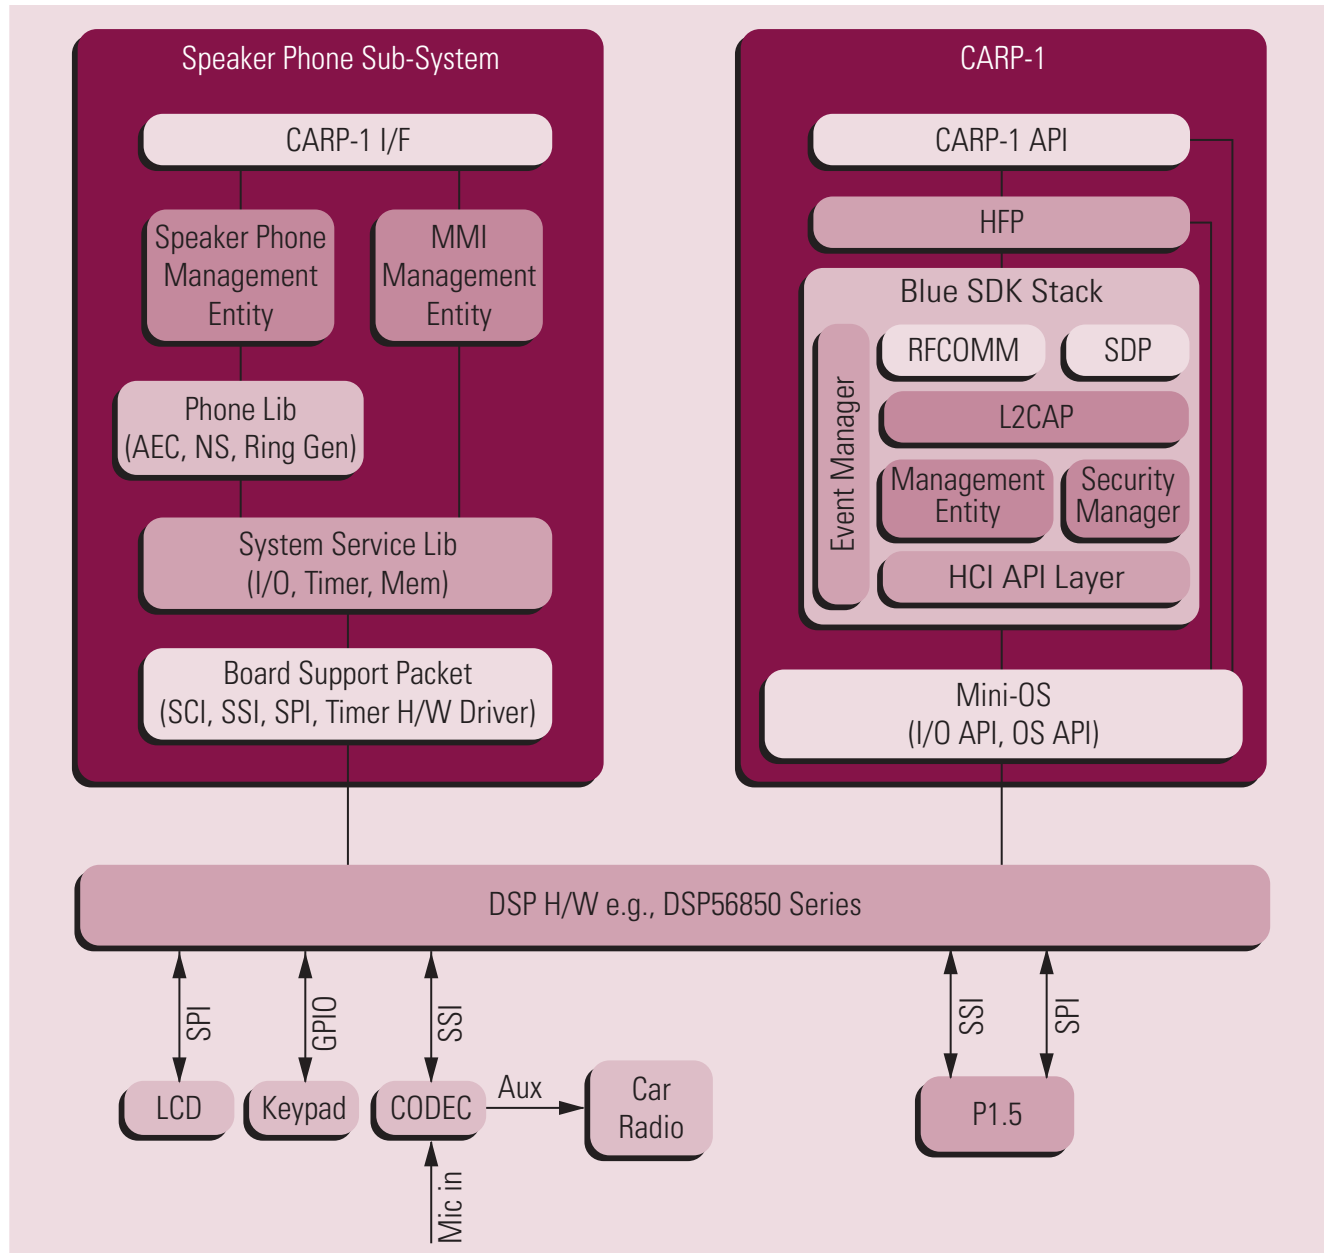 Speaker Phone Sub-System
CARP-1 I/F
Speaker Phone
Management
Entity
MMI
Management
Entity
Phone Lib
(AEC, NS, Ring Gen)
System Service Lib
(I/O, Timer, Mem)
Board Support Packet
(SCI, SSI, SPI, Timer H/W Driver)
CARP-1
CARP-1 API
HFP
Blue SDK Stack
Event Manager
RFCOMM
SDP
L2CAP
Management
Entity
Security
Manager
HCI API Layer
Mini-OS
(I/O API, OS API)
DSP H/W e.g., DSP56850 Series
SPI
GPIO
SSI
SSI
SPI
LCD
Keypad
CODEC
Aux
Car
Radio
P1.5
Mic in